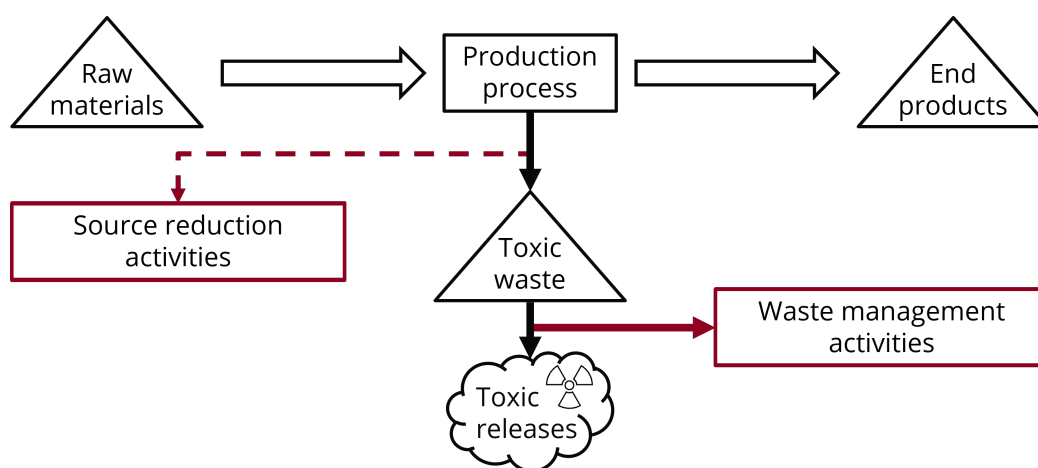 Raw
materials
Production
process
End
products
Source reduction
activities
Toxic
waste
Waste management
activities
Toxic
releases